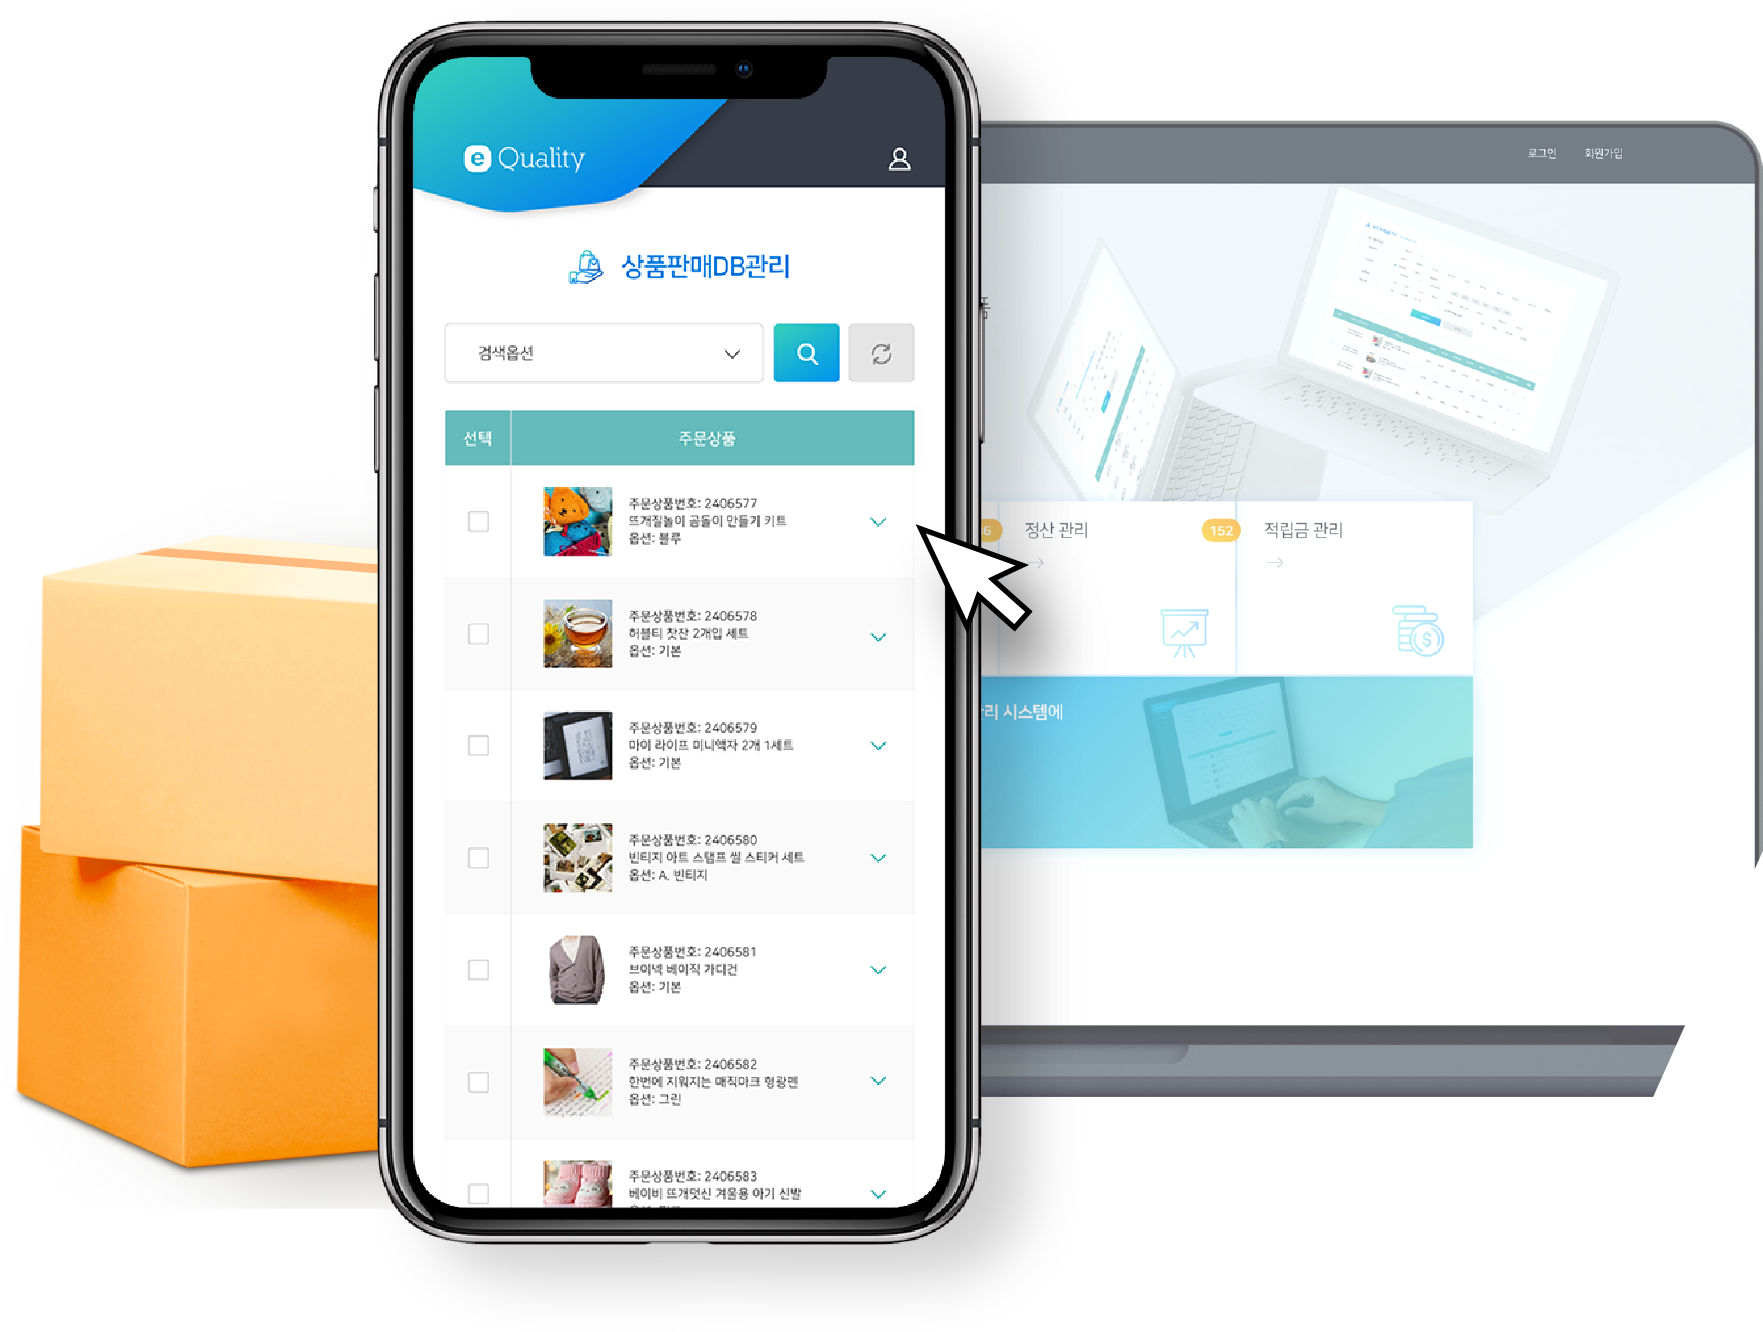 e Quality
상품판매DB관리
검색옵션
선택 주문상품
주문상품번호: 2406577
뜨개질놀이 곰돌이 만들기 키트
옵션: 블루
주문상품번호: 2406578
허블티 찻잔 2개입 세트
옵션: 기본
주문상품번호: 2406579
마이 라이프 미니액자 2개 1세트
옵션: 기본
주문상품번호: 2406580
빈티지 아트 스탬프 씰 스티커 세트
옵션: A. 빈티지
주문상품번호: 2406581
브이넥 베이직 가디건
옵션: 기본
주문상품번호: 2406582
한번에 지워지는 매직마크 형광펜
옵션: 그린
주문상품번호: 2406583
베이비 뜨개덧신 겨울용 아기 신발
로그인 회원가입
품
6 정산 관리
152 적립금 관리
리 시스템에